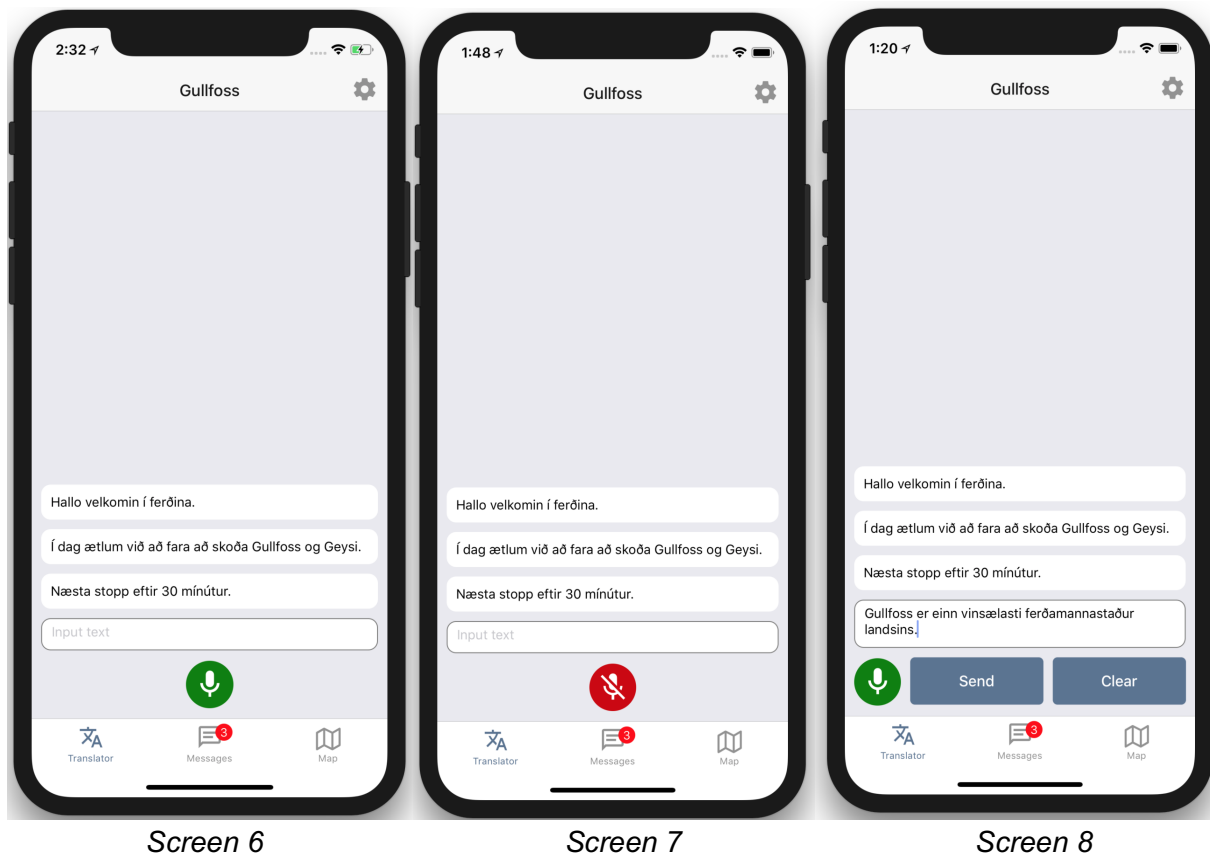 2:32
Gullfoss
Hallo velkomin í ferðina.
Í dag ætlum við að fara að skoða Gullfoss og Geysi.
Næsta stopp eftir 30 mínútur.
Input text
3
Translator
Messages
Map
Screen 6
1:48
Gullfoss
Hallo velkomin í ferðina.
Í dag ætlum við að fara að skoða Gullfoss og Geysi.
Næsta stopp eftir 30 mínútur.
Input text
3
Translator
Messages
Map
Screen 7
1:20
Gullfoss
Hallo velkomin í ferðina.
Í dag ætlum við að fara að skoða Gullfoss og Geysi.
Næsta stopp eftir 30 mínútur.
Gullfoss er einn vinsælasti ferðamannastaður
landsins.
Send
Clear
3
Translator
Messages
Map
Screen 8